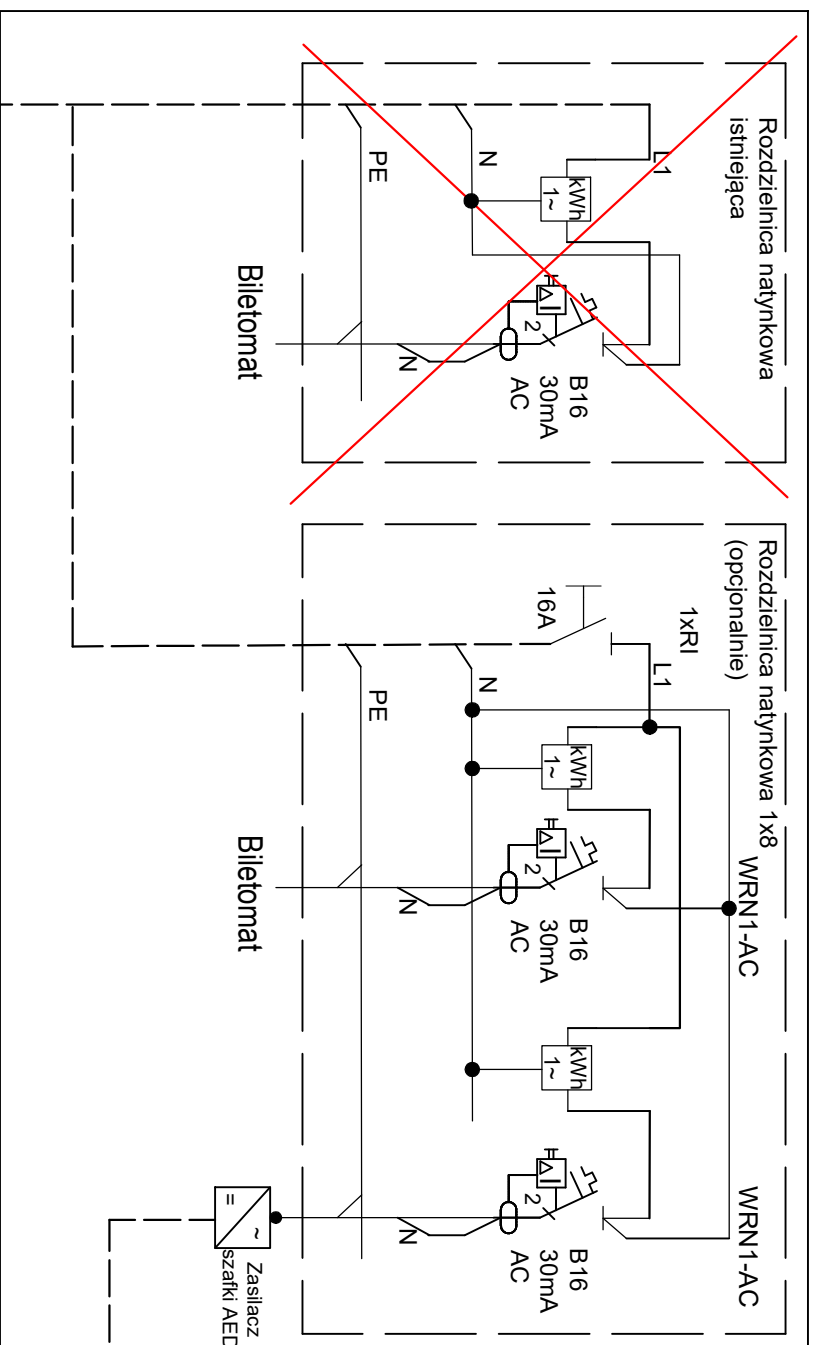 Rozdzielnica natynkowa
istniejąca
L1
kWh
1~
N
PE
2
B16
30mA
AC
N
Biletomat
Rozdzielnica natynkowa 1x8
(opcjonalnie)
1xRI
16A
L1
N
PE
kWh
1~
WRN1-AC
2
B16
30mA
AC
N
Biletomat
kWh
1~
WRN1-AC
2
B16
30mA
AC
N
=
~
Zasilacz
szafki AED